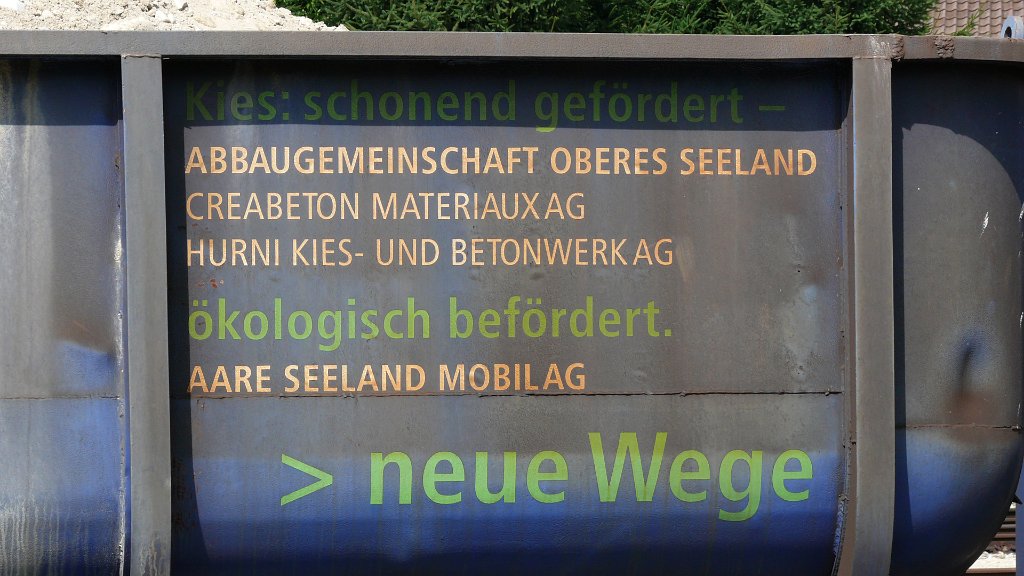 Kies: schonend gefördert –
ABBAUGEMEINSCHAFT OBERES SEELAND
CREABETON MATERIAUX AG
HURNI KIES- UND BETONWERK AG
ökologisch befördert.
AARE SEELAND MOBIL AG
> neue Wege